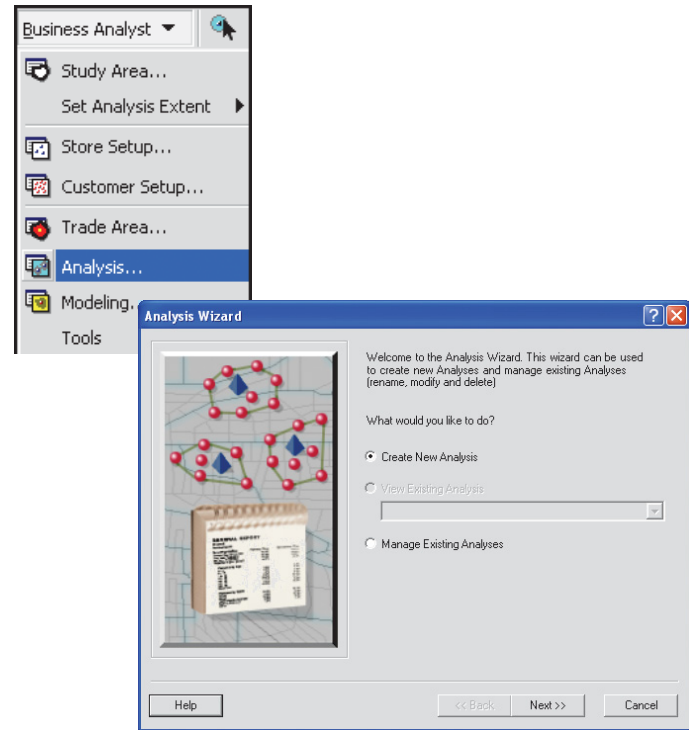 Business Analyst
Study Area...
Set Analysis Extent
Store Setup...
Customer Setup...
Trade Area...
Analysis...
Modeling.
Tools
Analysis Wizard
Welcome to the Analysis Wizard. This wizard can be used
to create new Analyses and manage existing Analyses
(rename, modify and delete)
What would you like to do?
Create New Analysis
View Existing Analysis
Manage Existing Analyses
Help
<< Back
Next >>
Cancel